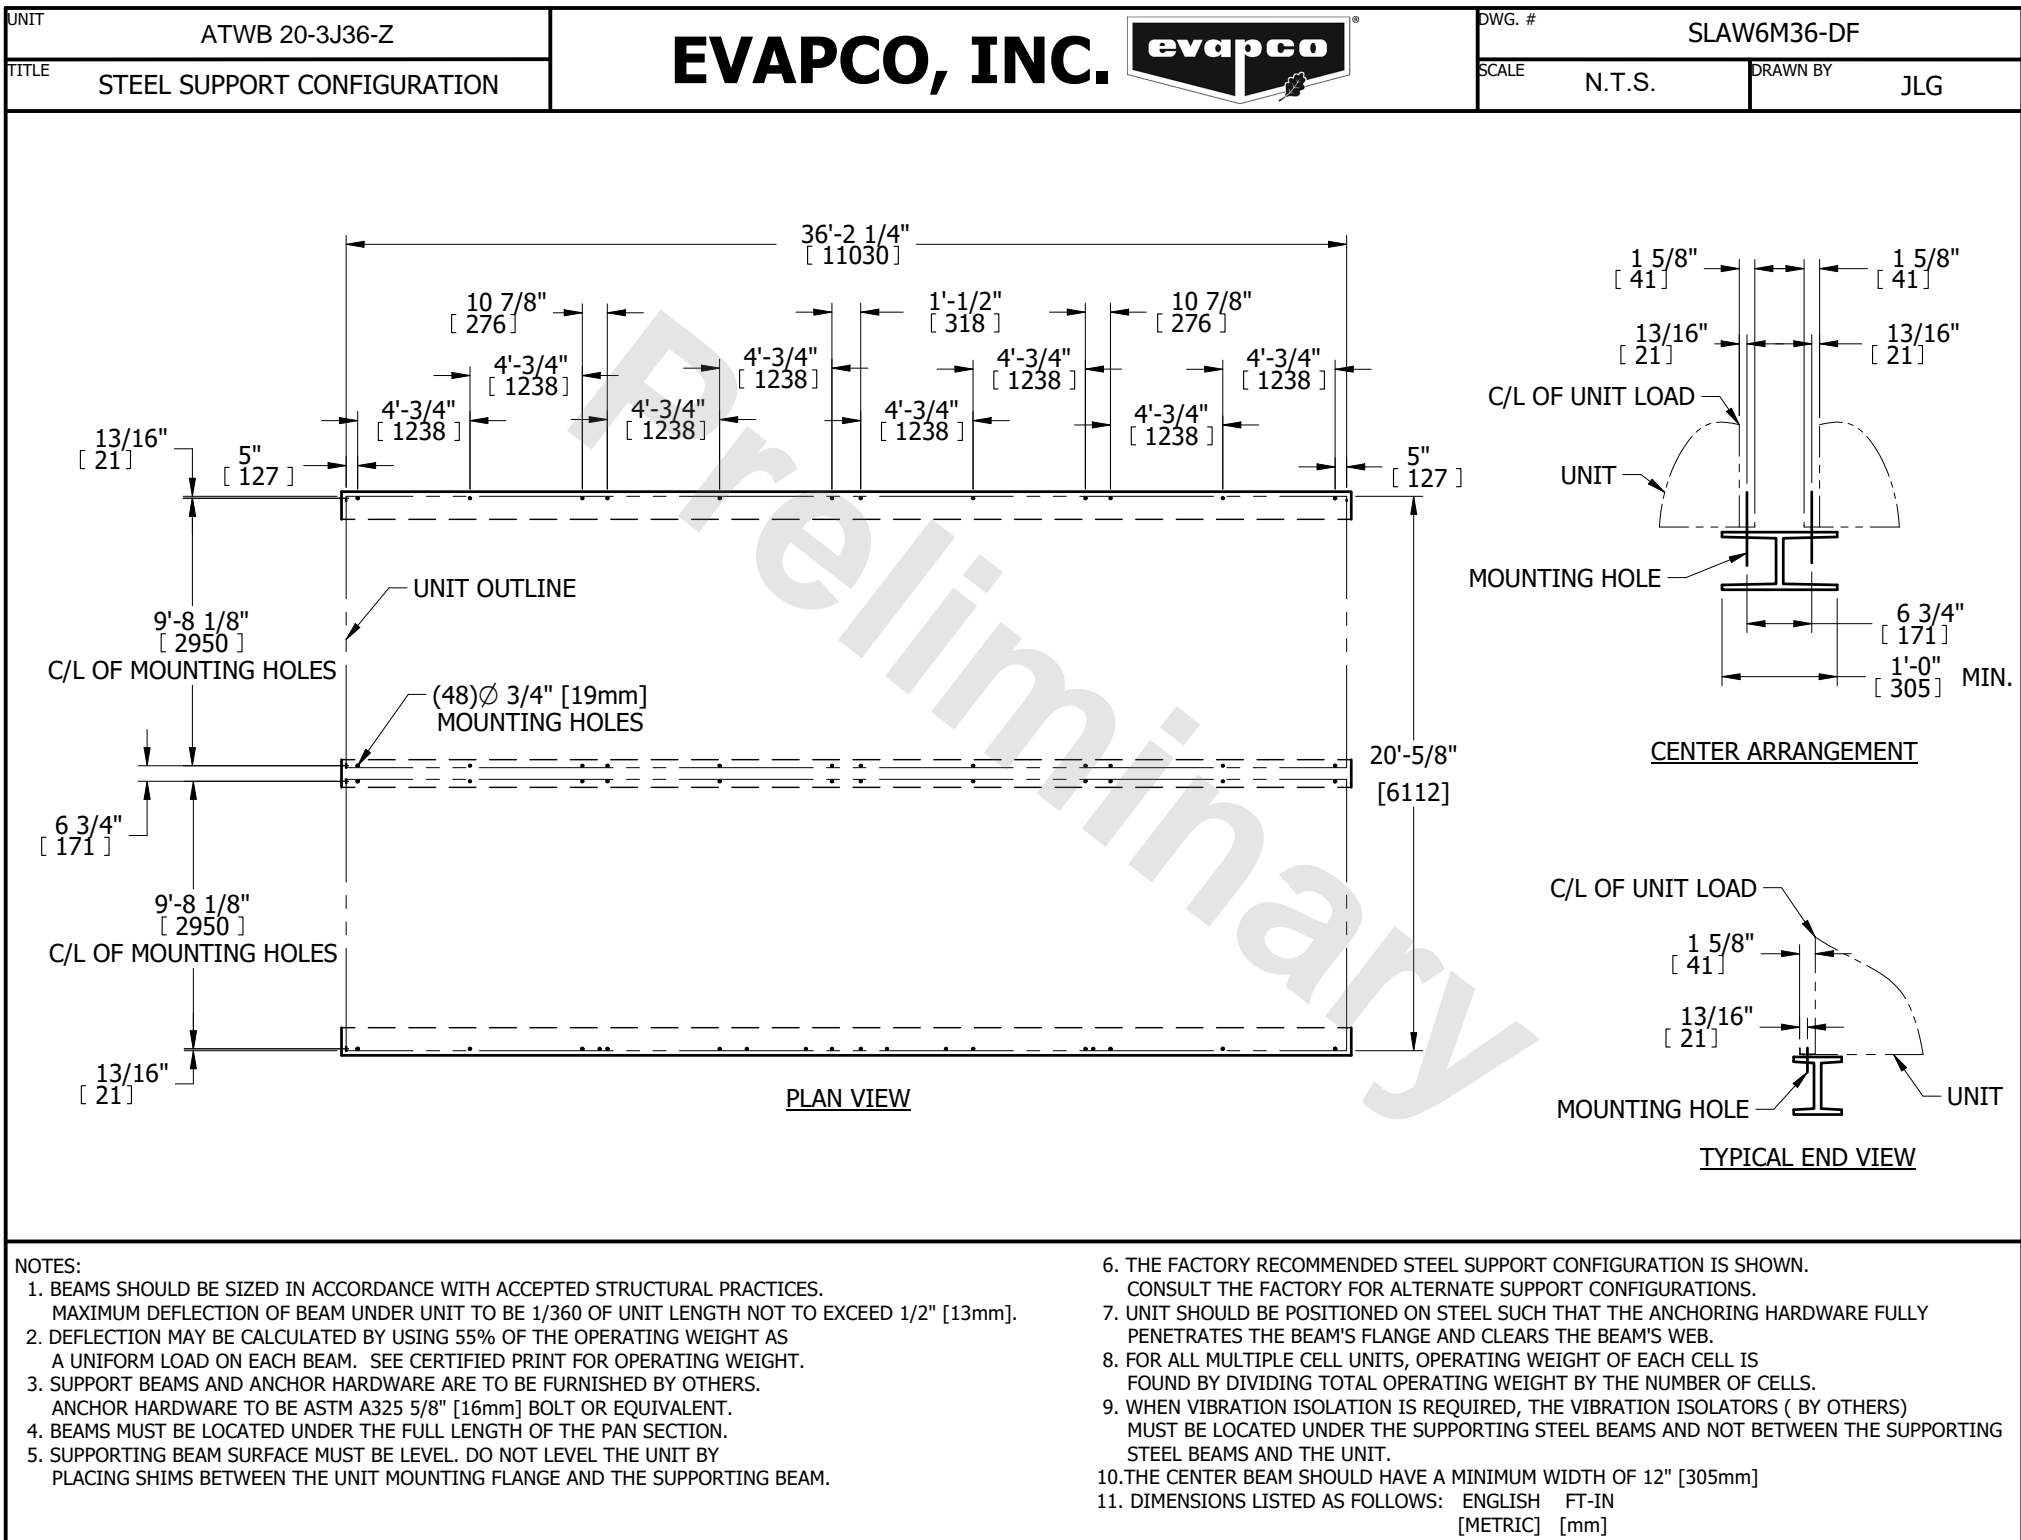 UNIT
ATWB 20-3J36-Z
TITLE
STEEL SUPPORT CONFIGURATION
EVAPCO, INC.
evapco
®
DWG. #
SLAW6M36-DF
SCALE
N.T.S.
DRAWN BY
JLG
36'-2 1/4"
[ 11030 ]
10 7/8"
[ 276 ]
1'-1/2"
[ 318 ]
10 7/8"
[ 276 ]
4'-3/4"
[ 1238 ]
4'-3/4"
[ 1238 ]
4'-3/4"
[ 1238 ]
4'-3/4"
[ 1238 ]
4'-3/4"
[ 1238 ]
4'-3/4"
[ 1238 ]
4'-3/4"
[ 1238 ]
4'-3/4"
[ 1238 ]
13/16"
[ 21 ]
5"
[ 127 ]
5"
[ 127 ]
UNIT OUTLINE
9'-8 1/8"
[ 2950 ]
C/L OF MOUNTING HOLES
(48)Ø 3/4" [19mm]
MOUNTING HOLES
20'-5/8"
[6112]
6 3/4"
[ 171 ]
9'-8 1/8"
[ 2950 ]
C/L OF MOUNTING HOLES
13/16"
[ 21 ]
PLAN VIEW
Preliminary
1 5/8"
[ 41 ]
1 5/8"
[ 41 ]
13/16"
[ 21 ]
13/16"
[ 21 ]
C/L OF UNIT LOAD
UNIT
MOUNTING HOLE
6 3/4"
[ 171 ]
1'-0"
[ 305 ] MIN.
CENTER ARRANGEMENT
C/L OF UNIT LOAD
1 5/8"
[ 41 ]
13/16"
[ 21 ]
MOUNTING HOLE
UNIT
TYPICAL END VIEW
NOTES:
1. BEAMS SHOULD BE SIZED IN ACCORDANCE WITH ACCEPTED STRUCTURAL PRACTICES.
MAXIMUM DEFLECTION OF BEAM UNDER UNIT TO BE 1/360 OF UNIT LENGTH NOT TO EXCEED 1/2" [13mm].
2. DEFLECTION MAY BE CALCULATED BY USING 55% OF THE OPERATING WEIGHT AS
A UNIFORM LOAD ON EACH BEAM. SEE CERTIFIED PRINT FOR OPERATING WEIGHT.
3. SUPPORT BEAMS AND ANCHOR HARDWARE ARE TO BE FURNISHED BY OTHERS.
ANCHOR HARDWARE TO BE ASTM A325 5/8" [16mm] BOLT OR EQUIVALENT.
4. BEAMS MUST BE LOCATED UNDER THE FULL LENGTH OF THE PAN SECTION.
5. SUPPORTING BEAM SURFACE MUST BE LEVEL. DO NOT LEVEL THE UNIT BY
PLACING SHIMS BETWEEN THE UNIT MOUNTING FLANGE AND THE SUPPORTING BEAM.
6. THE FACTORY RECOMMENDED STEEL SUPPORT CONFIGURATION IS SHOWN.
CONSULT THE FACTORY FOR ALTERNATE SUPPORT CONFIGURATIONS.
7. UNIT SHOULD BE POSITIONED ON STEEL SUCH THAT THE ANCHORING HARDWARE FULLY
PENETRATES THE BEAM'S FLANGE AND CLEARS THE BEAM'S WEB.
8. FOR ALL MULTIPLE CELL UNITS, OPERATING WEIGHT OF EACH CELL IS
FOUND BY DIVIDING TOTAL OPERATING WEIGHT BY THE NUMBER OF CELLS.
9. WHEN VIBRATION ISOLATION IS REQUIRED, THE VIBRATION ISOLATORS ( BY OTHERS)
MUST BE LOCATED UNDER THE SUPPORTING STEEL BEAMS AND NOT BETWEEN THE SUPPORTING
STEEL BEAMS AND THE UNIT.
10.THE CENTER BEAM SHOULD HAVE A MINIMUM WIDTH OF 12" [305mm]
11. DIMENSIONS LISTED AS FOLLOWS: ENGLISH FT-IN
[METRIC] [mm]